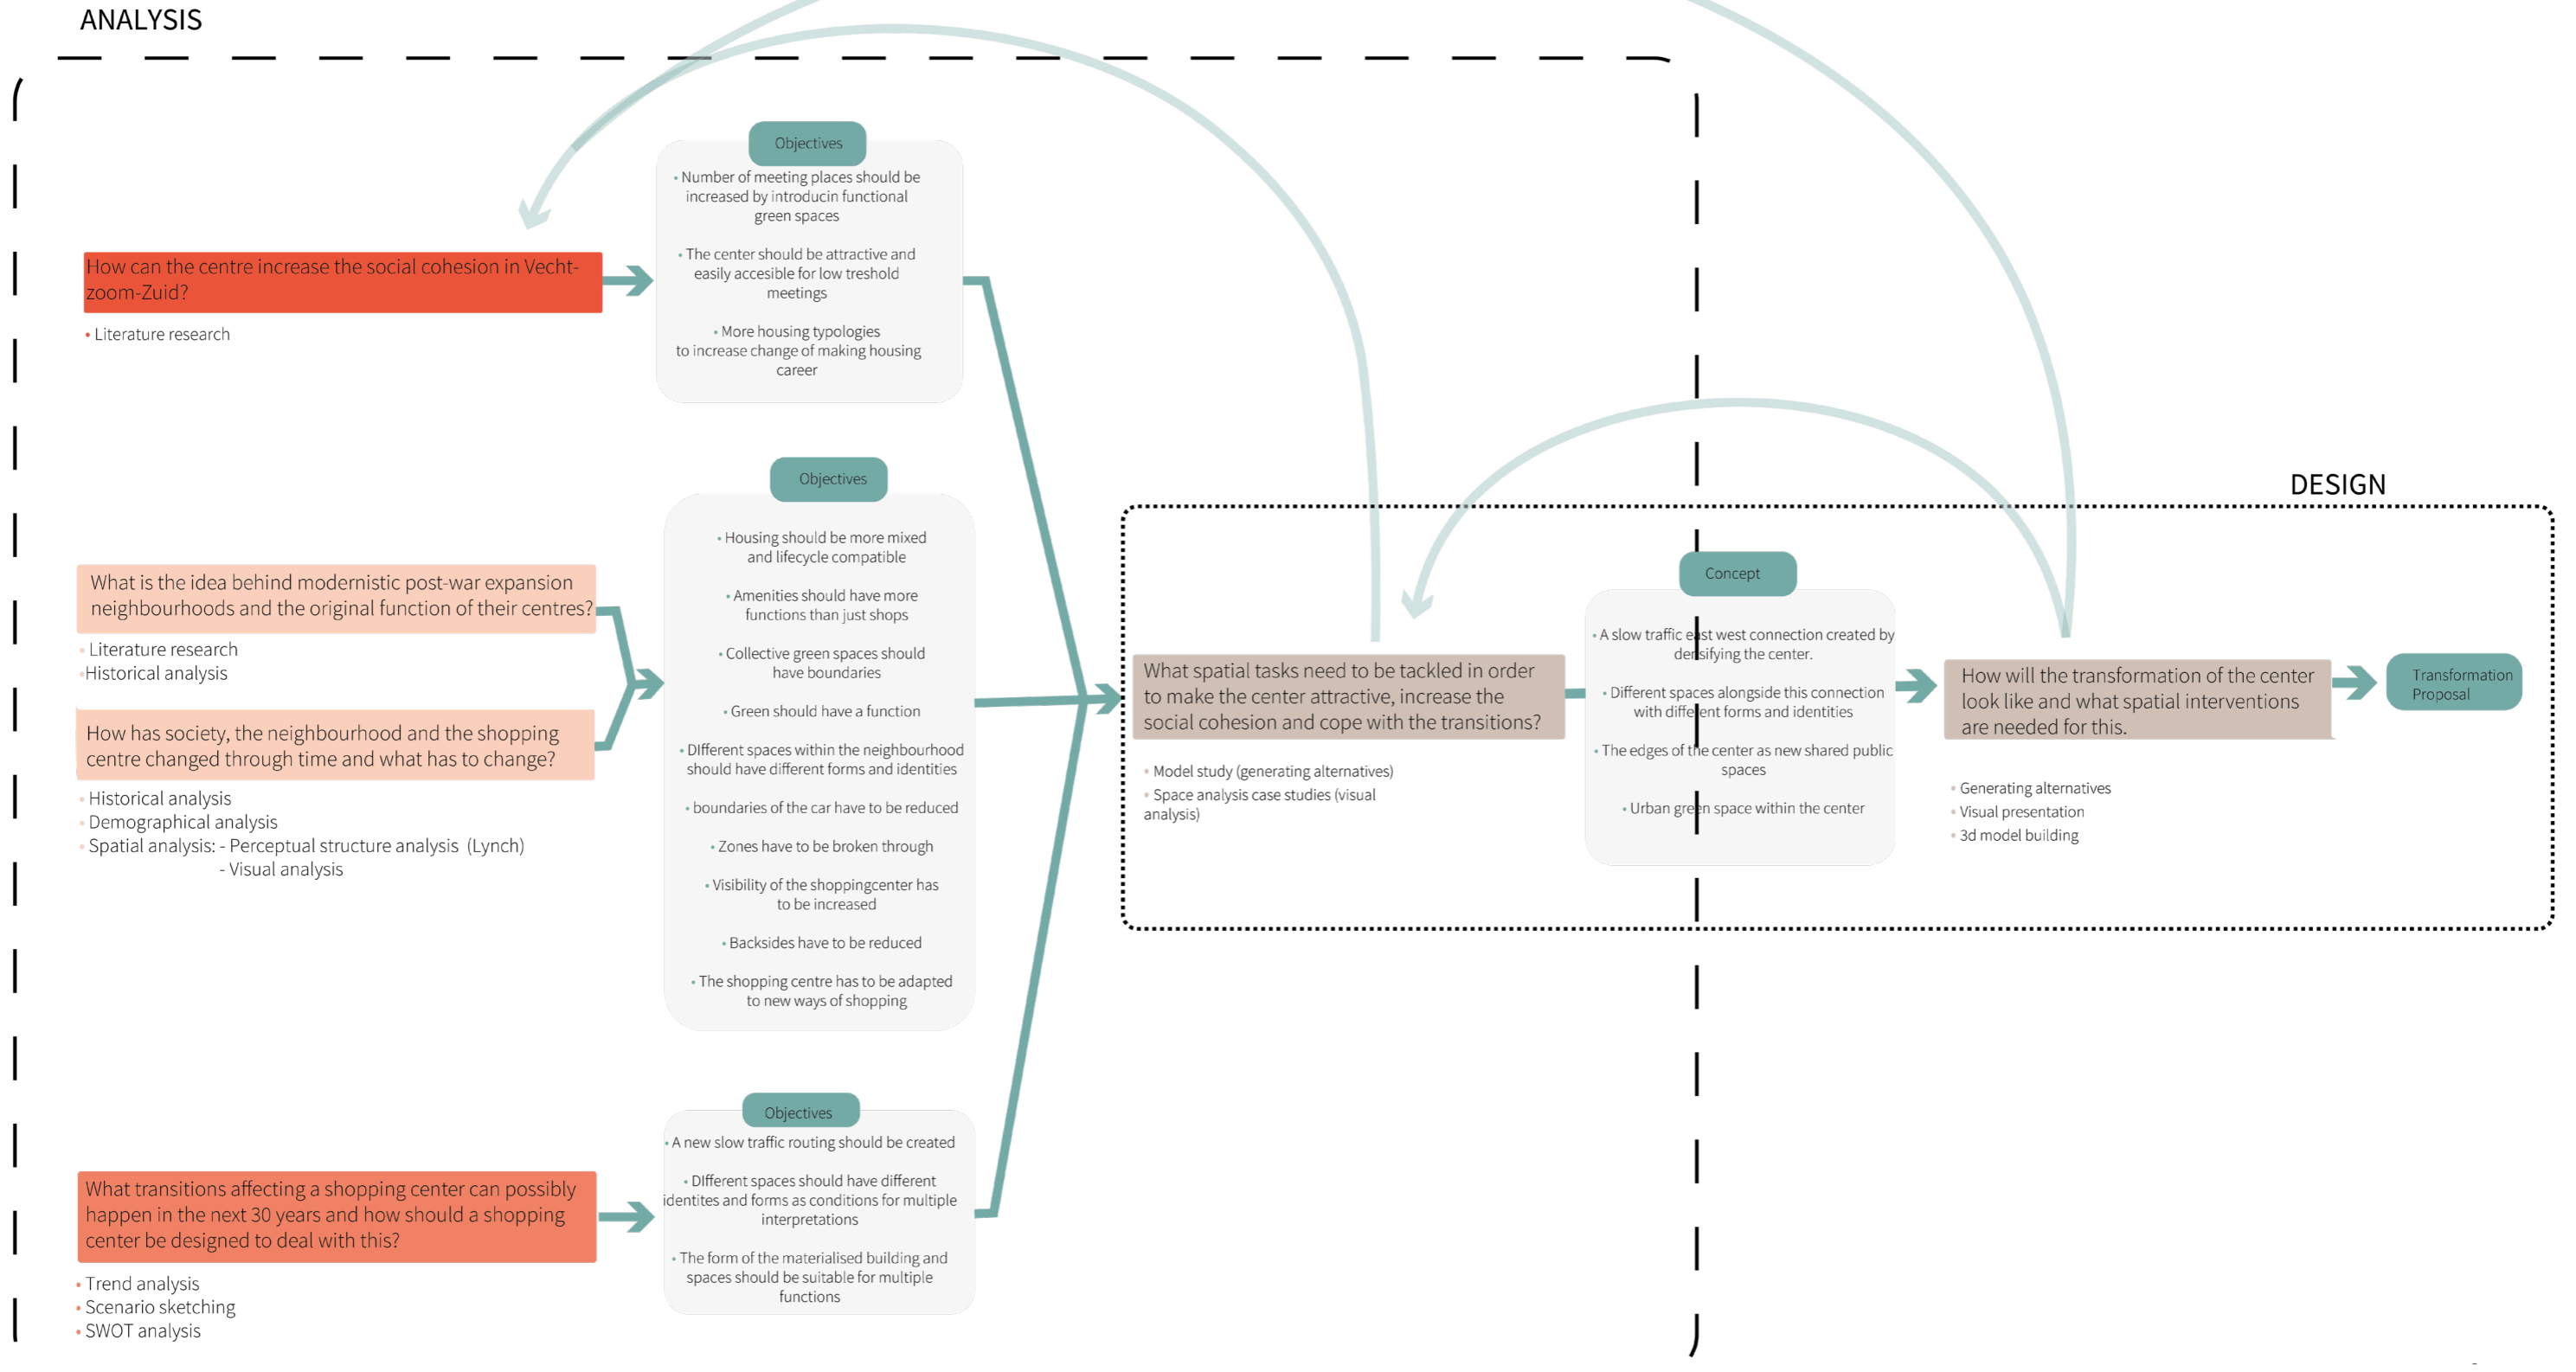 ANALYSIS
Objectives
• Number of meeting places should be
increased by introducin functional
green spaces
• The center should be attractive and
easily accesible for low treshold
meetings
• More housing typologies
to increase change of making housing
career
How can the centre increase the social cohesion in Vecht-
zoom-Zuid?
• Literature research
Objectives
• Housing should be more mixed
and lifecycle compatible
• Amenities should have more
functions than just shops
• Collective green spaces should
have boundaries
• Green should have a function
• DIfferent spaces within the neighbourhood
should have different forms and identities
• boundaries of the car have to be reduced
• Zones have to be broken through
• Visibility of the shoppingcenter has
to be increased
• Backsides have to be reduced
• The shopping centre has to be adapted
to new ways of shopping
What is the idea behind modernistic post-war expansion
neighbourhoods and the original function of their centres?
• Literature research
•Historical analysis
How has society, the neighbourhood and the shopping
centre changed through time and what has to change?
• Historical analysis
• Demographical analysis
• Spatial analysis: - Perceptual structure analysis (Lynch)
- Visual analysis
Objectives
• A new slow traffic routing should be created
• DIfferent spaces should have different
identites and forms as conditions for multiple
interpretations
• The form of the materialised building and
spaces should be suitable for multiple
functions
What transitions affecting a shopping center can possibly
happen in the next 30 years and how should a shopping
center be designed to deal with this?
• Trend analysis
• Scenario sketching
• SWOT analysis
DESIGN
What spatial tasks need to be tackled in order
to make the center attractive, increase the
social cohesion and cope with the transitions?
• Model study (generating alternatives)
• Space analysis case studies (visual
analysis)
Concept
• A slow traffic east west connection created by
densifying the center.
• Different spaces alongside this connection
with different forms and identities
• The edges of the center as new shared public
spaces
• Urban green space within the center
How will the transformation of the center
look like and what spatial interventions
are needed for this.
• Generating alternatives
• Visual presentation
• 3d model building
Transformation
Proposal